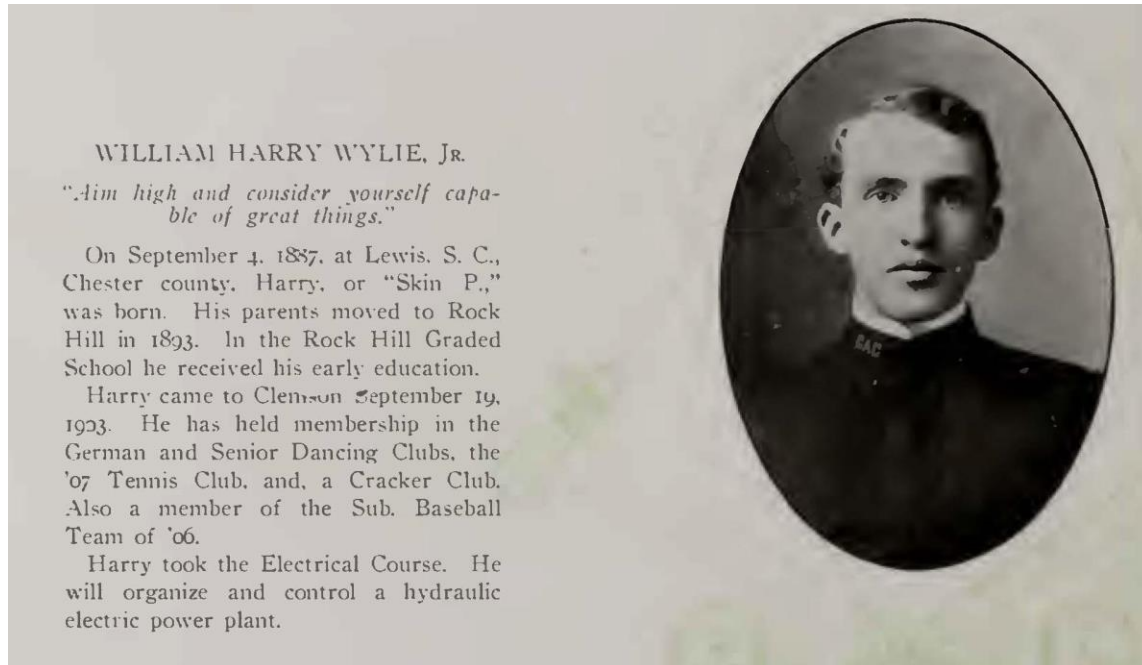 WILLIAM HARRY WYLIE, JR.
"Aim high and consider yourself capa-
ble of great things."
On September 4, 1887, at Lewis, S. C.,
Chester county, Harry, or "Skin P.,"
was born. His parents moved to Rock
Hill in 1893. In the Rock Hill Graded
School he received his early education.
Harry came to Clemson September 19,
1903. He has held membership in the
German and Senior Dancing Clubs, the
'07 Tennis Club, and, a Cracker Club.
Also a member of the Sub. Baseball
Team of '06.
Harry took the Electrical Course. He
will organize and control a hydraulic
electric power plant.
CAC